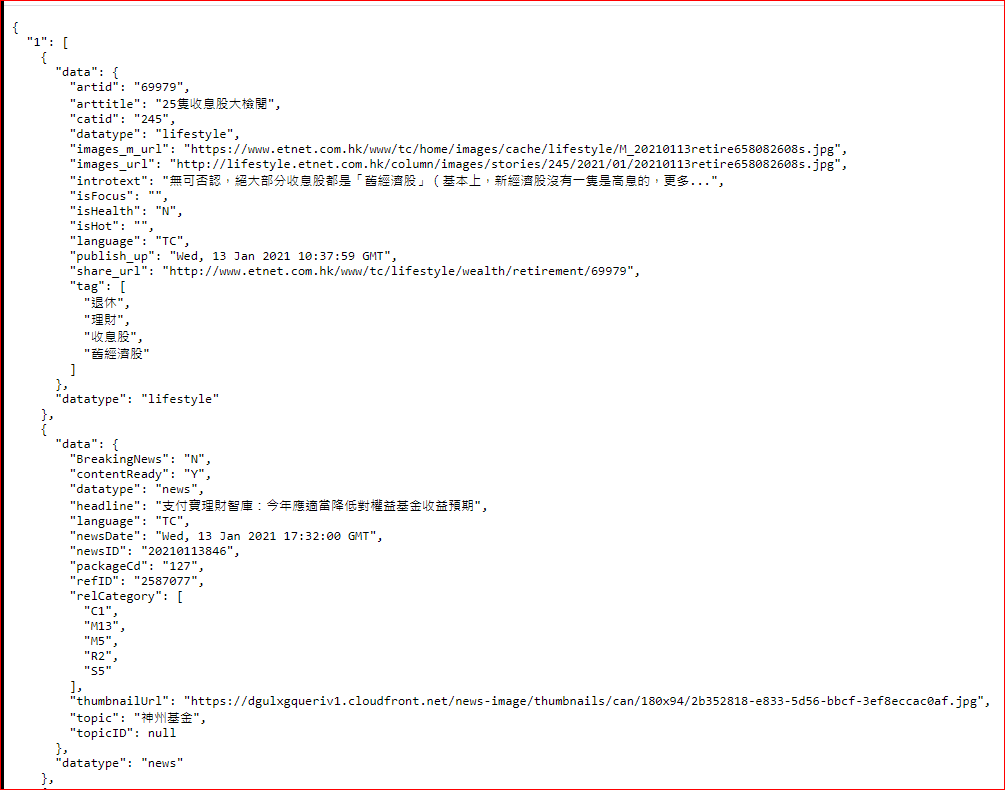 {
"1": [
{
"data": {
"artid": "69979",
"arttitle": "25隻收息股大檢閱",
"catid": "245",
"datatype": "lifestyle",
"images_m_url": "https://www.etnet.com.hk/www/tc/home/images/cache/lifestyle/M_20210113retire658082608s.jpg",
"images_url": "http://lifestyle.etnet.com.hk/column/images/stories/245/2021/01/20210113retire658082608s.jpg",
"introtext": "無可否認，絕大部分收息股都是「舊經濟股」（基本上，新經濟股沒有一隻是高息的，更多...",
"isFocus": "",
"isHealth": "N",
"isHot": "",
"language": "TC",
"publish_up": "Wed, 13 Jan 2021 10:37:59 GMT",
"share_url": "http://www.etnet.com.hk/www/tc/lifestyle/wealth/retirement/69979",
"tag": [
"退休",
"理財",
"收息股",
"舊經濟股"
]
},
"datatype": "lifestyle"
},
{
"data": {
"BreakingNews": "N",
"contentReady": "Y",
"datatype": "news",
"headline": "支付寶理財智庫：今年應適當降低對權益基金收益預期",
"language": "TC",
"newsDate": "Wed, 13 Jan 2021 17:32:00 GMT",
"newsID": "20210113846",
"packageCd": "127",
"refID": "2587077",
"relCategory": [
"C1",
"M13",
"M5",
"R2",
"S5"
],
"thumbnailUrl": "https://dgulxgqueriv1.cloudfront.net/news-image/thumbnails/can/180x94/2b352818-e833-5d56-bbcf-3ef8eccac0af.jpg",
"topic": "神州基金",
"topicID": null
},
"datatype": "news"
},